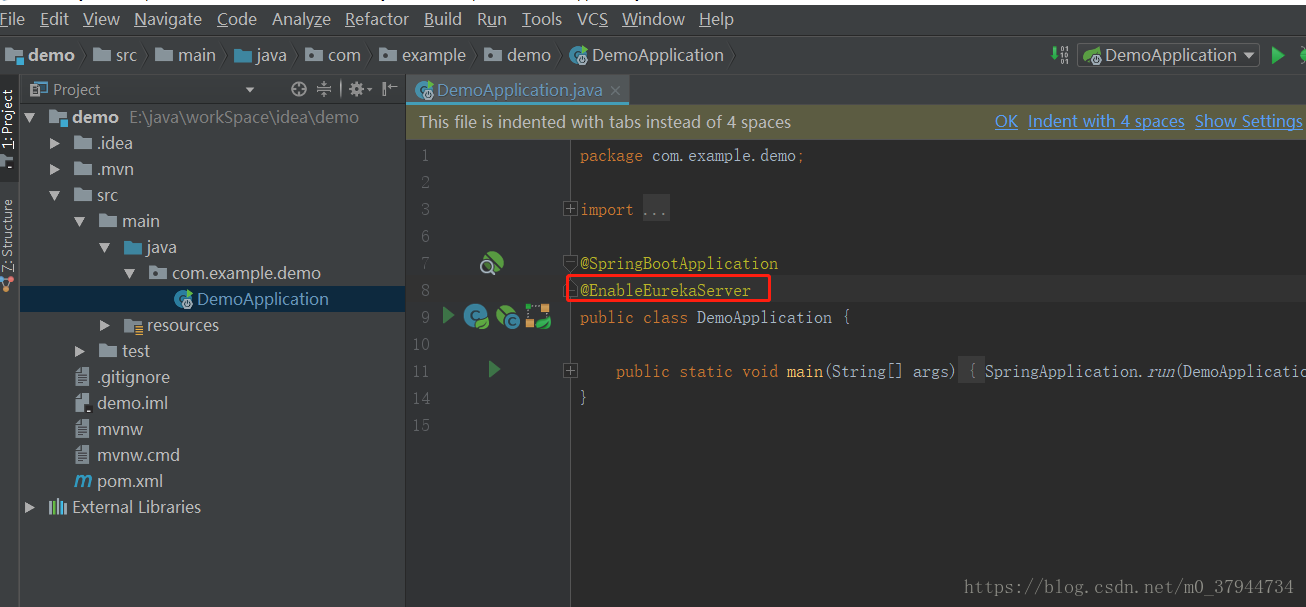 File Edit View Navigate Code Analyze Refactor Build Run Tools VCS Window Help
demo src main java com example demo DemoApplication DemoApplication
1: Project
Z: Structure
Project
demo E:\java\workSpace\idea\demo
.idea
.mvn
src
main
java
com.example.demo
DemoApplication
resources
test
.gitignore
demo.iml
mvnw
mvnw.cmd
pom.xml
External Libraries
DemoApplication.java
This file is indented with tabs instead of 4 spaces OK Indent with 4 spaces Show Settings
1 package com.example.demo;
2
3 import ...
6
7 @SpringBootApplication
8 @EnableEurekaServer
9 public class DemoApplication {
10
11 public static void main(String[] args) { SpringApplication.run(DemoApplicatio
14 }
15
https://blog.csdn.net/m0_37944734